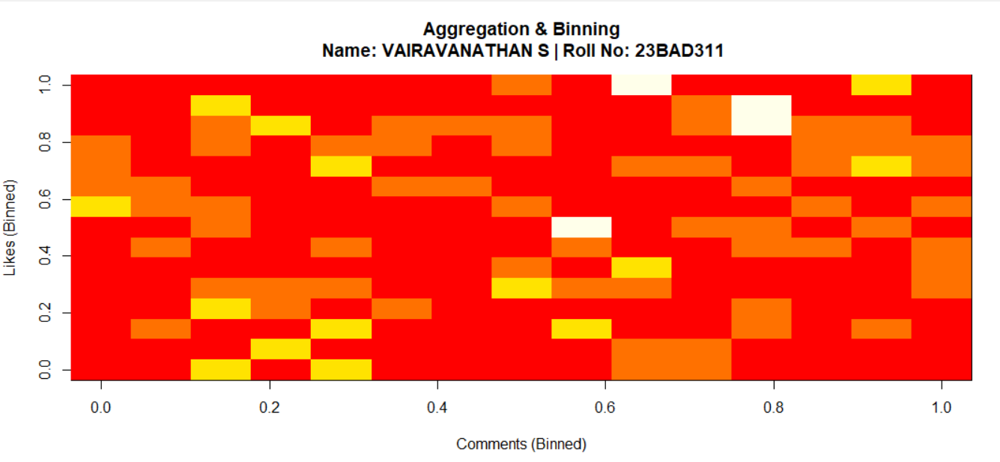 Aggregation & Binning
Name: VAIRAVANATHAN S | Roll No: 23BAD311
Likes (Binned)
1.0
0.8
0.6
0.4
0.2
0.0
0.0 0.2 0.4 0.6 0.8 1.0
Comments (Binned)